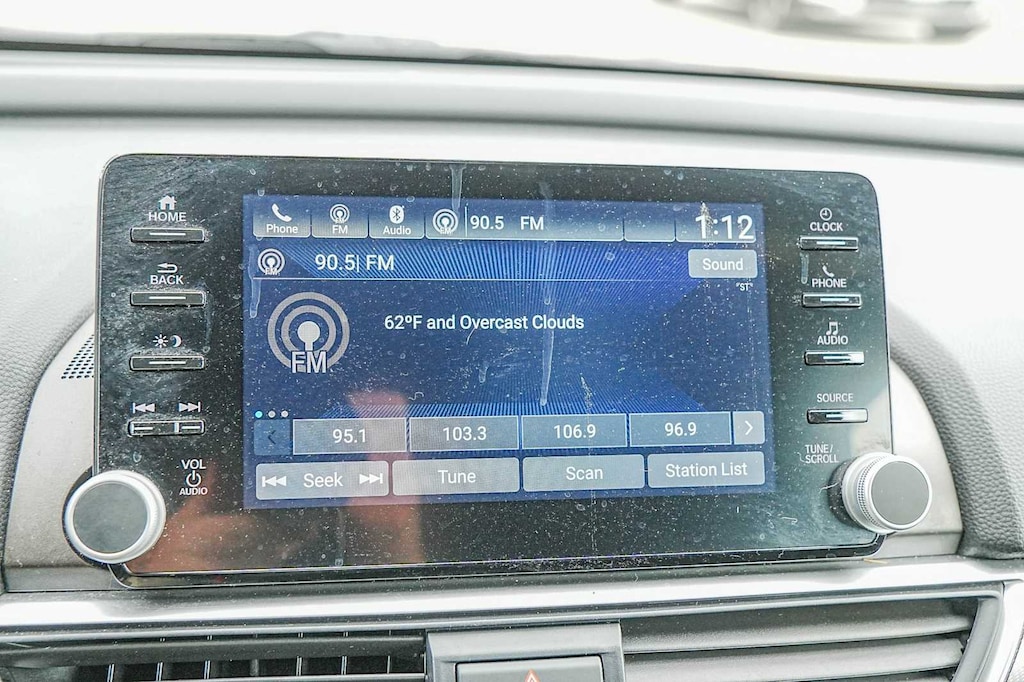 HOME
BACK
VOL
AUDIO
Phone
FM
Audio
90.5 FM
1:12
FM
90.5| FM
Sound
"ST"
FM
62°F and Overcast Clouds
95.1
103.3
106.9
96.9
Seek
Tune
Scan
Station List
CLOCK
PHONE
AUDIO
SOURCE
TUNE/
SCROLL